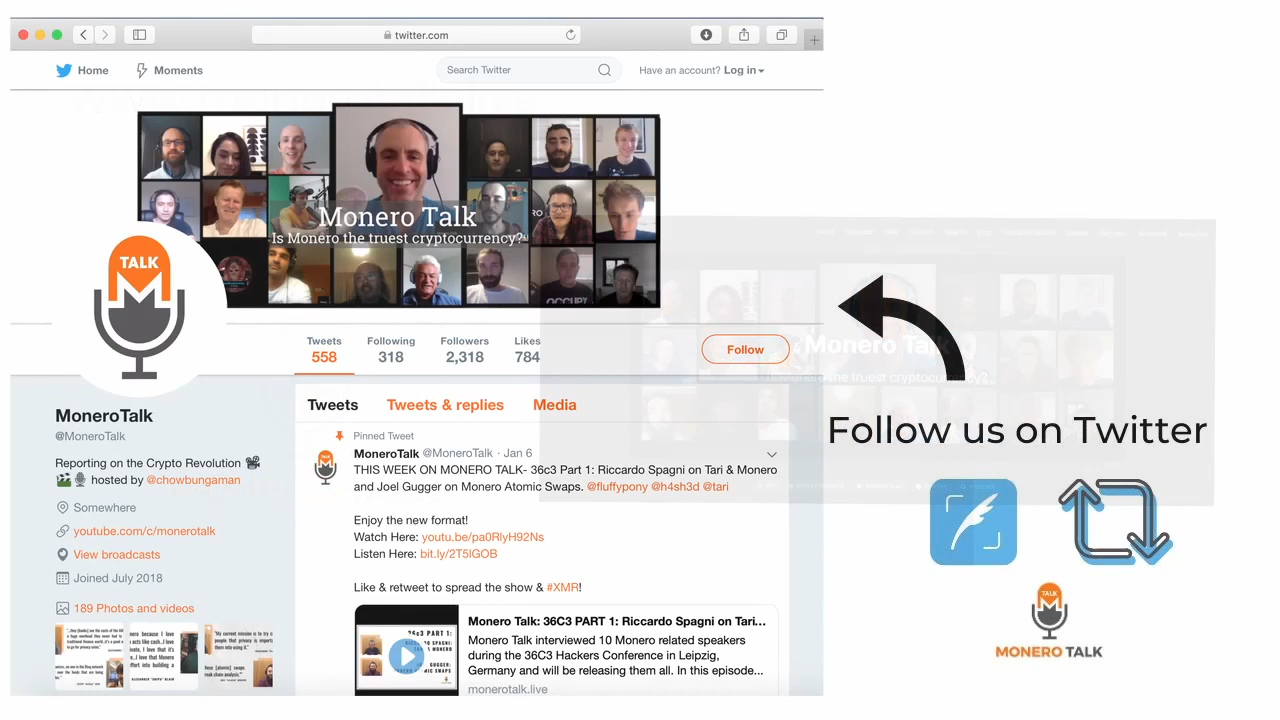 twitter.com
Home
Moments
Search Twitter
Have an account? Log in
Monero Talk
Is Monero the truest cryptocurrency?
OCCUPY
TALK
Tweets
558
Following
318
Followers
2,318
Likes
784
Follow
Monero Talk
MoneroTalk
@MoneroTalk
Reporting on the Crypto Revolution
hosted by @chowbungaman
Somewhere
youtube.com/c/monerotalk
View broadcasts
Joined July 2018
189 Photos and videos
Tweets
Tweets & replies
Media
Pinned Tweet
MoneroTalk @MoneroTalk · Jan 6
THIS WEEK ON MONERO TALK- 36c3 Part 1: Riccardo Spagni on Tari & Monero
and Joel Gugger on Monero Atomic Swaps. @fluffypony @h4sh3d @tari
Enjoy the new format!
Watch Here: youtu.be/pa0RlyH92Ns
Listen Here: bit.ly/2T5IGOB
Like & retweet to spread the show & #XMR!
Monero Talk: 36C3 PART 1: Riccardo Spagni on Tari...
Monero Talk interviewed 10 Monero related speakers
during the 36C3 Hackers Conference in Leipzig,
Germany and will be releasing them all. In this episode...
monerotalk.live
Follow us on Twitter
TALK
MONERO TALK